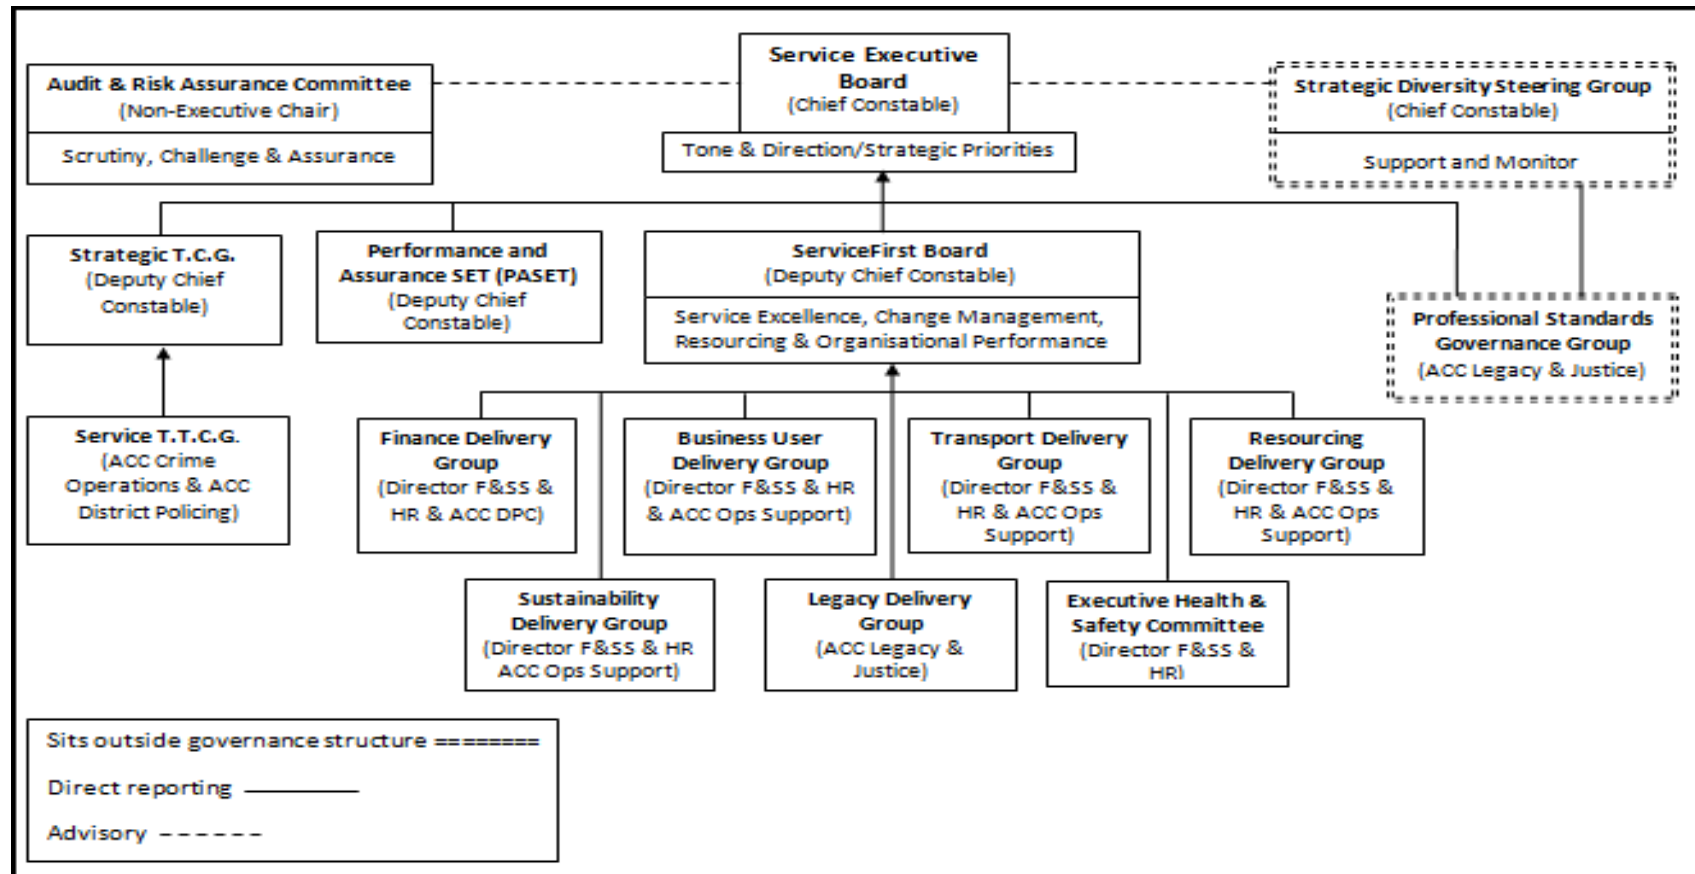 Audit & Risk Assurance Committee
(Non-Executive Chair)
Scrutiny, Challenge & Assurance
Service Executive
Board
(Chief Constable)
Tone & Direction/Strategic Priorities
Strategic Diversity Steering Group
(Chief Constable)
Support and Monitor
Strategic T.C.G.
(Deputy Chief
Constable)
Performance and
Assurance SET (PASET)
(Deputy Chief
Constable)
ServiceFirst Board
(Deputy Chief Constable)
Service Excellence, Change Management,
Resourcing & Organisational Performance
Professional Standards
Governance Group
(ACC Legacy & Justice)
Service T.T.C.G.
(ACC Crime
Operations & ACC
District Policing)
Finance Delivery
Group
(Director F&SS &
HR & ACC DPC)
Business User
Delivery Group
(Director F&SS & HR
& ACC Ops Support)
Transport Delivery
Group
(Director F&SS &
HR & ACC Ops
Support)
Resourcing
Delivery Group
(Director F&SS &
HR & ACC Ops
Support)
Sustainability
Delivery Group
(Director F&SS & HR
ACC Ops Support)
Legacy Delivery
Group
(ACC Legacy &
Justice)
Executive Health &
Safety Committee
(Director F&SS &
HR)
Sits outside governance structure ========
Direct reporting
Advisory ------